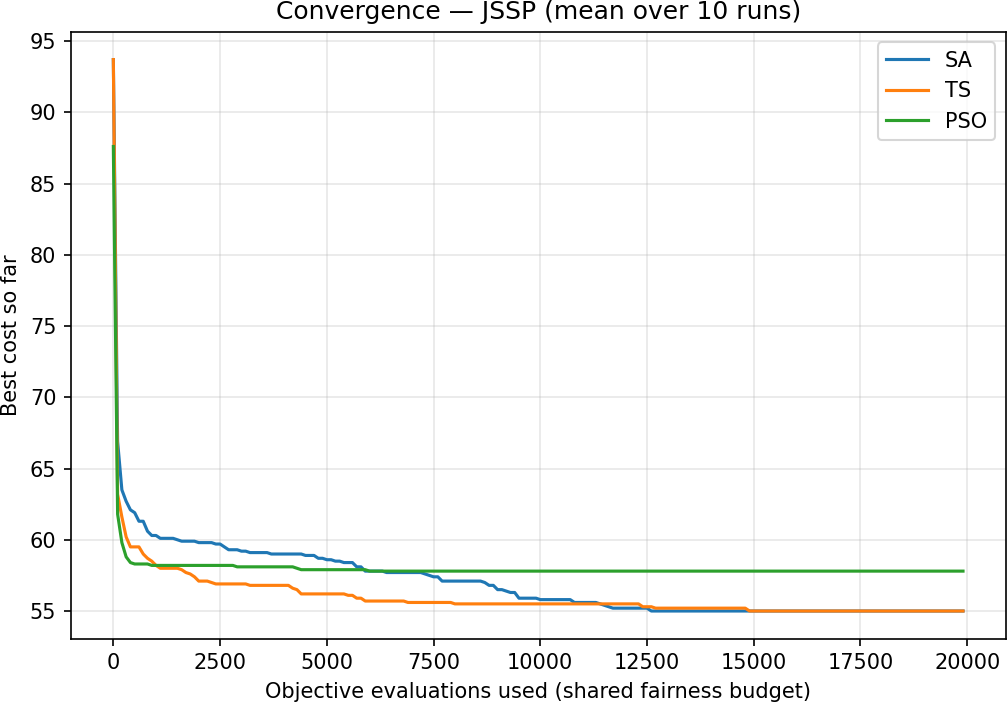 Convergence — JSSP (mean over 10 runs)
Best cost so far
95
90
85
80
75
70
65
60
55
SA
TS
PSO
0 2500 5000 7500 10000 12500 15000 17500 20000
Objective evaluations used (shared fairness budget)